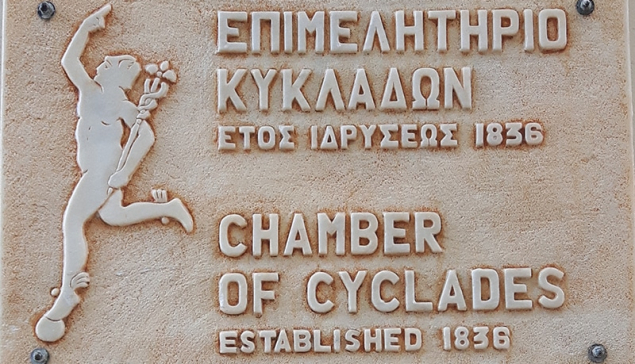 ΕΠΙΜΕΛΗΤΗΡΙΟ
ΚΥΚΛΑΔΩΝ
ΕΤΟΣ ΙΔΡΥΣΕΩΣ 1836
CHAMBER
OF CYCLADES
ESTABLISHED 1836